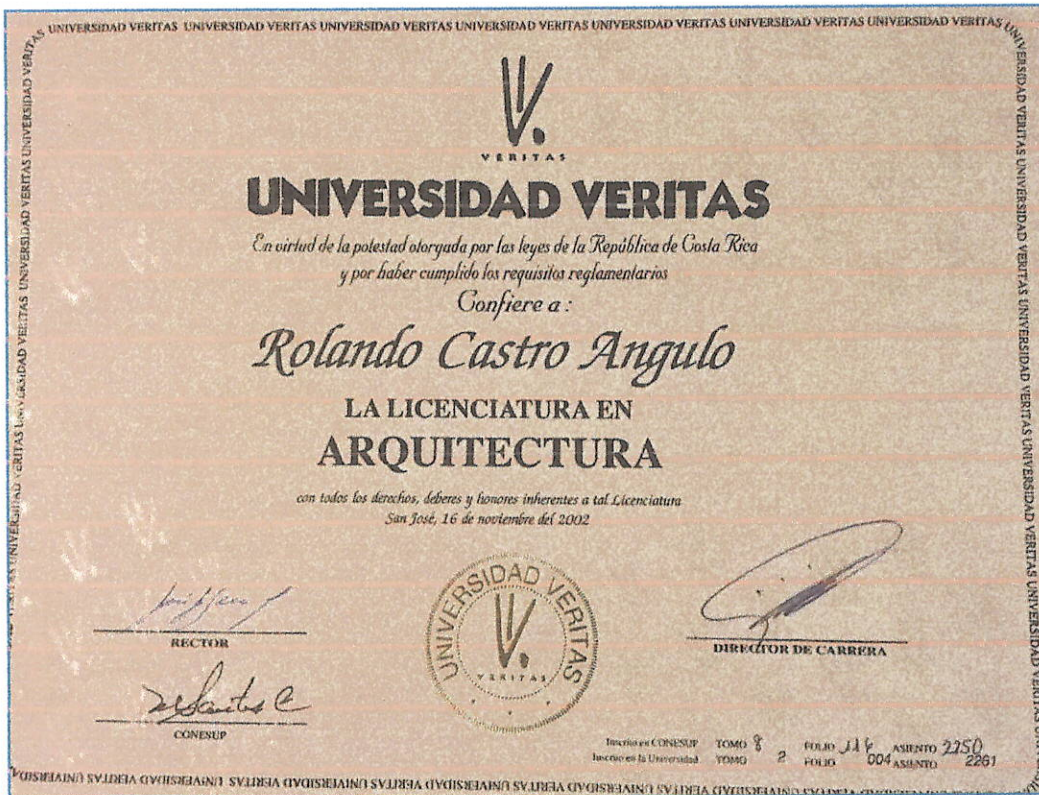 UNIVERSIDAD VERITAS UNIVERSIDAD VERITAS UNIVERSIDAD VERITAS UNIVERSIDAD VERITAS UNIVERSIDAD VERITAS UNIVERSIDAD VERITAS UNIVERSIDAD VERITAS
V.
VERITAS
UNIVERSIDAD VERITAS
En virtud de la potestad otorgada por las leyes de la República de Costa Rica
y por haber cumplido los requisitos reglamentarios
Confiere a :
Rolando Castro Angulo
LA LICENCIATURA EN
ARQUITECTURA
con todos los derechos, deberes y honores inherentes a tal Licenciatura
San José, 16 de noviembre del 2002
RECTOR
UNIVERSIDAD VERITAS
V.
VERITAS
DIRECTOR DE CARRERA
CONESUP
Inscrito en CONESUP TOMO 8 FOLIO ASIENTO 2250
Inscrito en la Universidad TOMO 2 FOLIO 004 ASIENTO 2261